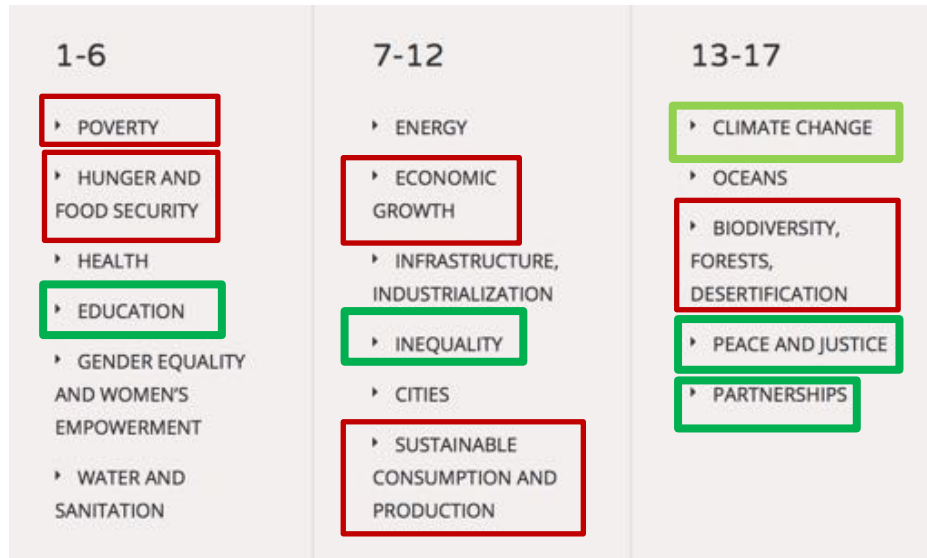 1-6
POVERTY
HUNGER AND
FOOD SECURITY
HEALTH
EDUCATION
GENDER EQUALITY
AND WOMEN'S
EMPOWERMENT
WATER AND
SANITATION
7-12
ENERGY
ECONOMIC
GROWTH
INFRASTRUCTURE,
INDUSTRIALIZATION
INEQUALITY
CITIES
SUSTAINABLE
CONSUMPTION AND
PRODUCTION
13-17
CLIMATE CHANGE
OCEANS
BIODIVERSITY,
FORESTS,
DESERTIFICATION
PEACE AND JUSTICE
PARTNERSHIPS